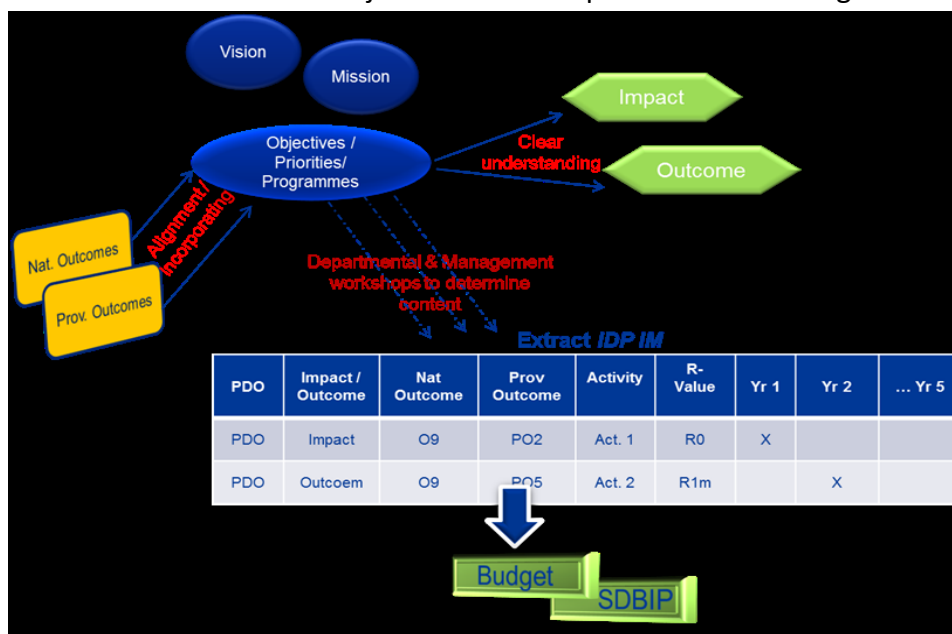 Vision
Mission
Impact
Objectives /
Priorities/
Programmes
Clear
understanding
Outcome
Alignment /
incorporating
Nat. Outcomes
Prov. Outcomes
Departmental & Management
workshops to determine
content
Extract IDP IM
PDO Impact / Outcome Nat Outcome Prov Outcome Activity R-Value Yr 1 Yr 2 ... Yr 5
PDO Impact O9 PO2 Act. 1 R0 X
PDO Outcoem O9 PO5 Act. 2 R1m X
Budget
SDBIP